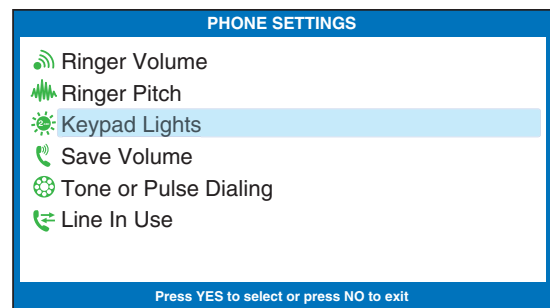 PHONE SETTINGS
Ringer Volume
Ringer Pitch
Keypad Lights
Save Volume
Tone or Pulse Dialing
Line In Use
Press YES to select or press NO to exit